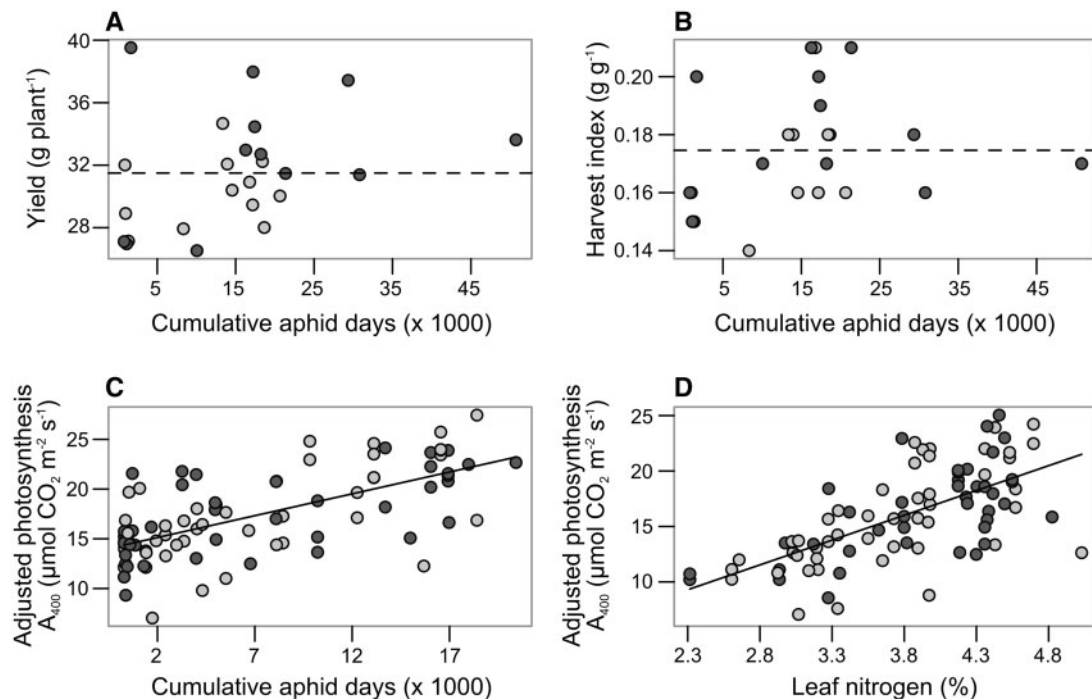 A
Yield (g plant⁻¹)
40
36
32
28
5 15 25 35 45
Cumulative aphid days (x 1000)
B
Harvest index (g g⁻¹)
0.20
0.18
0.16
0.14
5 15 25 35 45
Cumulative aphid days (x 1000)
C
Adjusted photosynthesis
A₄₀₀ (µmol CO₂ m⁻² s⁻¹)
25
20
15
10
2 7 12 17
Cumulative aphid days (x 1000)
D
Adjusted photosynthesis
A₄₀₀ (µmol CO₂ m⁻² s⁻¹)
25
20
15
10
2.3 2.8 3.3 3.8 4.3 4.8
Leaf nitrogen (%)